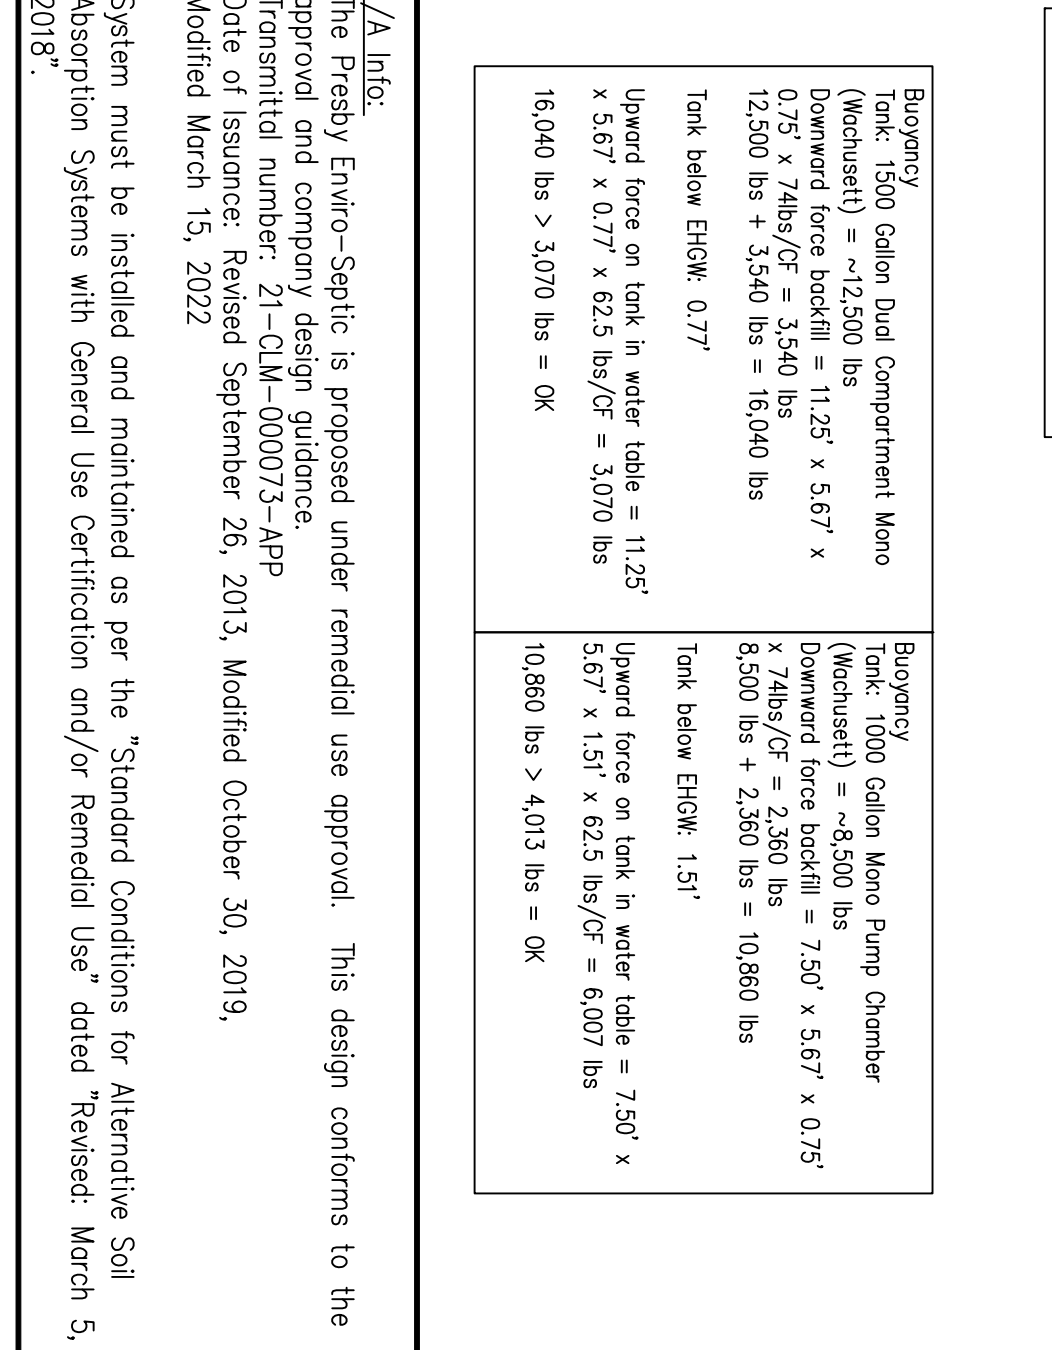 Buoyancy
Tank: 1500 Gallon Dual Compartment Mono
(Wachusett) = ~12,500 lbs
Downward force backfill = 11.25' x 5.67' x
0.75' x 74lbs/CF = 3,540 lbs
12,500 lbs + 3,540 lbs = 16,040 lbs
Tank below EHGW: 0.77'
Upward force on tank in water table = 11.25'
x 5.67' x 0.77' x 62.5 lbs/CF = 3,070 lbs
16,040 lbs > 3,070 lbs = OK
Buoyancy
Tank: 1000 Gallon Mono Pump Chamber
(Wachusett) = ~8,500 lbs
Downward force backfill = 7.50' x 5.67' x 0.75'
x 74lbs/CF = 2,360 lbs
8,500 lbs + 2,360 lbs = 10,860 lbs
Tank below EHGW: 1.51'
Upward force on tank in water table = 7.50' x
5.67' x 1.51' x 62.5 lbs/CF = 6,007 lbs
10,860 lbs > 4,013 lbs = OK
/A Info:
The Presby Enviro-Septic is proposed under remedial use approval. This design conforms to the
approval and company design guidance.
Transmittal number: 21-CLM-000073-APP
Date of Issuance: Revised September 26, 2013, Modified October 30, 2019,
Modified March 15, 2022
System must be installed and maintained as per the "Standard Conditions for Alternative Soil
Absorption Systems with General Use Certification and/or Remedial Use" dated "Revised: March 5,
2018".